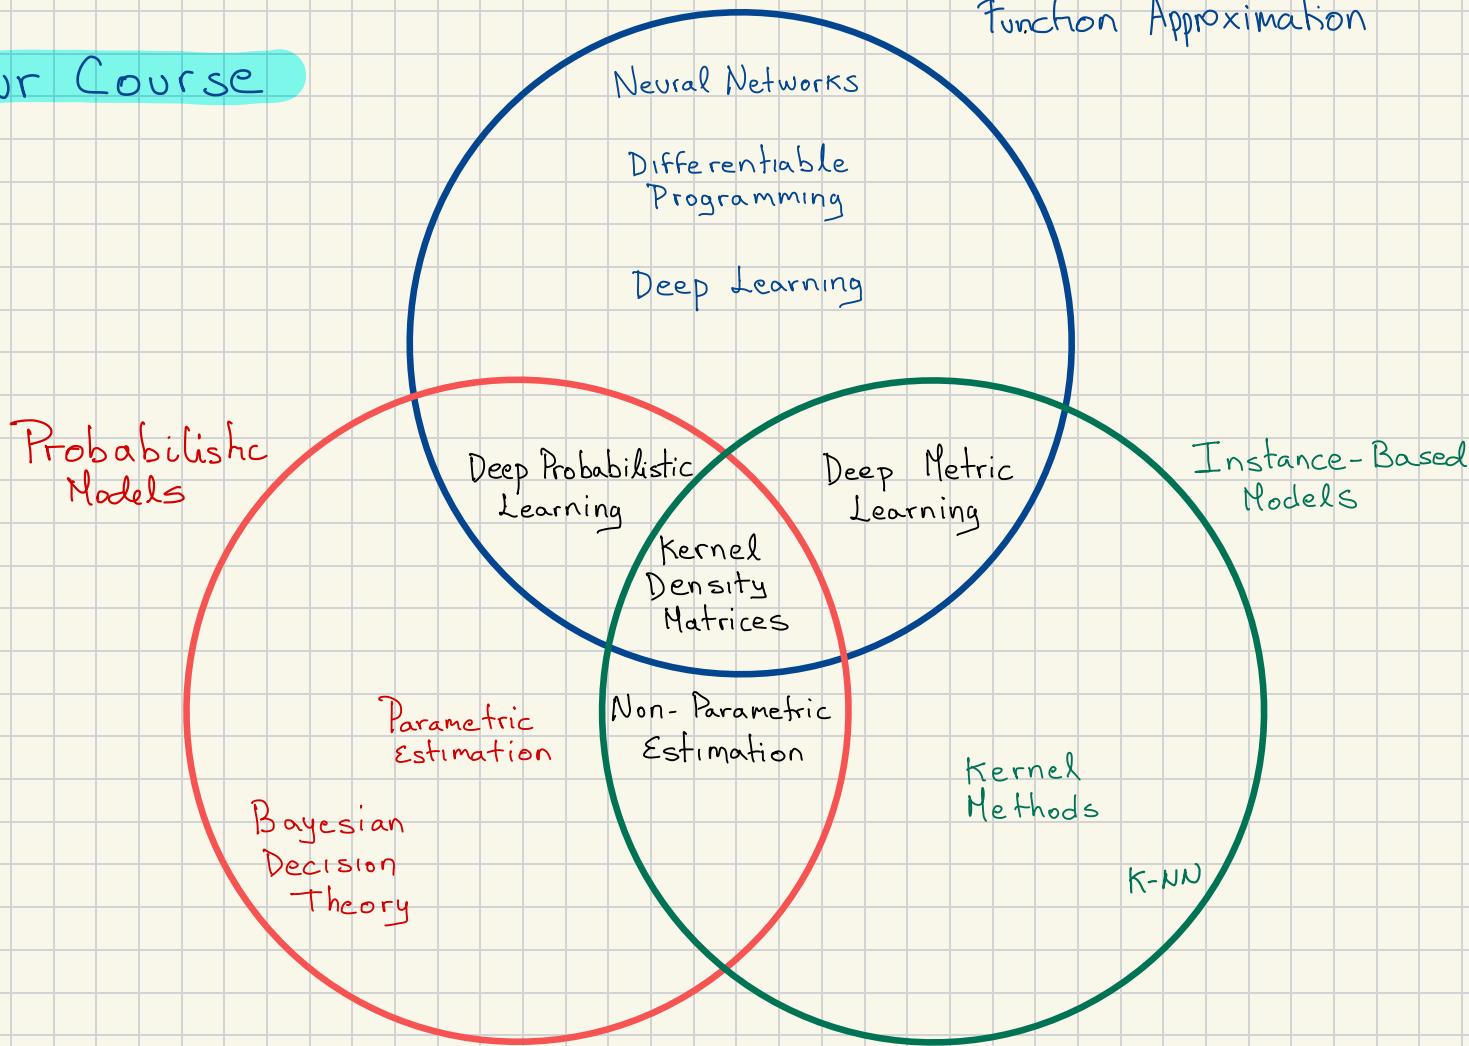 Function Approximation
ur Course
Neural Networks
Differentiable
Programming
Deep Learning
Probabilistic
Models
Deep Probabilistic
Learning
Deep Metric
Learning
Instance-Based
Models
Kernel
Density
Matrices
Parametric
Estimation
Non-Parametric
Estimation
Kernel
Methods
Bayesian
Decision
Theory
K-NN